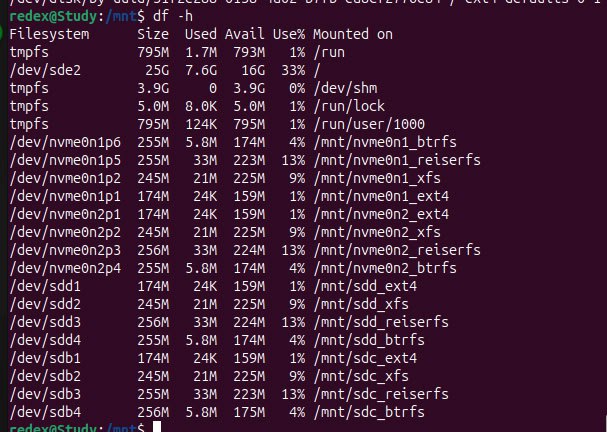 redex@Study:/mnt$ df -h
Filesystem      Size  Used Avail Use% Mounted on
tmpfs           795M  1.7M  793M   1% /run
/dev/sde2        25G  7.6G   16G  33% /
tmpfs           3.9G     0  3.9G   0% /dev/shm
tmpfs           5.0M  8.0K  5.0M   1% /run/lock
tmpfs           795M  124K  795M   1% /run/user/1000
/dev/nvme0n1p6  255M  5.8M  174M   4% /mnt/nvme0n1_btrfs
/dev/nvme0n1p5  255M   33M  223M  13% /mnt/nvme0n1_reiserfs
/dev/nvme0n1p2  245M   21M  225M   9% /mnt/nvme0n1_xfs
/dev/nvme0n1p1  174M   24K  159M   1% /mnt/nvme0n1_ext4
/dev/nvme0n2p1  174M   24K  159M   1% /mnt/nvme0n2_ext4
/dev/nvme0n2p2  245M   21M  225M   9% /mnt/nvme0n2_xfs
/dev/nvme0n2p3  256M   33M  224M  13% /mnt/nvme0n2_reiserfs
/dev/nvme0n2p4  255M  5.8M  174M   4% /mnt/nvme0n2_btrfs
/dev/sdd1       174M   24K  159M   1% /mnt/sdd_ext4
/dev/sdd2       245M   21M  225M   9% /mnt/sdd_xfs
/dev/sdd3       256M   33M  224M  13% /mnt/sdd_reiserfs
/dev/sdd4       255M  5.8M  174M   4% /mnt/sdd_btrfs
/dev/sdb1       174M   24K  159M   1% /mnt/sdc_ext4
/dev/sdb2       245M   21M  225M   9% /mnt/sdc_xfs
/dev/sdb3       255M   33M  223M  13% /mnt/sdc_reiserfs
/dev/sdb4       256M  5.8M  175M   4% /mnt/sdc_btrfs
redex@Study:/mnt$